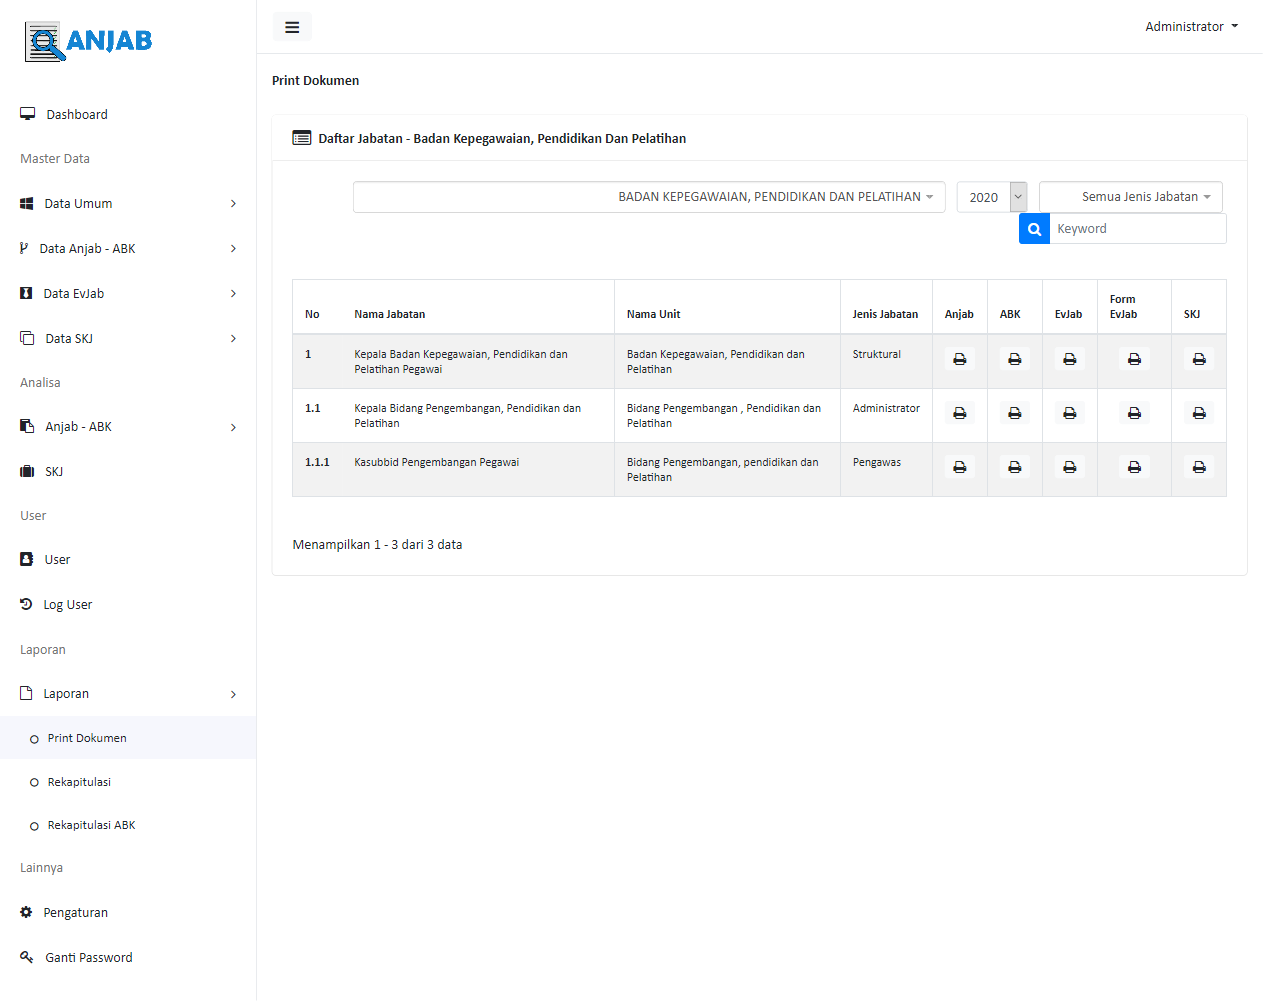 ANJAB
Administrator
Print Dokumen
Dashboard
Master Data
Data Umum
Data Anjab - ABK
Data EvJab
Data SKJ
Analisa
Anjab - ABK
SKJ
User
User
Log User
Laporan
Laporan
Print Dokumen
Rekapitulasi
Rekapitulasi ABK
Lainnya
Pengaturan
Ganti Password
Daftar Jabatan - Badan Kepegawaian, Pendidikan Dan Pelatihan
BADAN KEPEGAWAIAN, PENDIDIKAN DAN PELATIHAN 2020 Semua Jenis Jabatan
Keyword
No Nama Jabatan Nama Unit Jenis Jabatan Anjab ABK EvJab Form EvJab SKJ
1 Kepala Badan Kepegawaian, Pendidikan dan Pelatihan Pegawai Badan Kepegawaian, Pendidikan dan Pelatihan Struktural
1.1 Kepala Bidang Pengembangan, Pendidikan dan Pelatihan Bidang Pengembangan , Pendidikan dan Pelatihan Administrator
1.1.1 Kasubbid Pengembangan Pegawai Bidang Pengembangan, pendidikan dan Pelatihan Pengawas
Menampilkan 1 - 3 dari 3 data